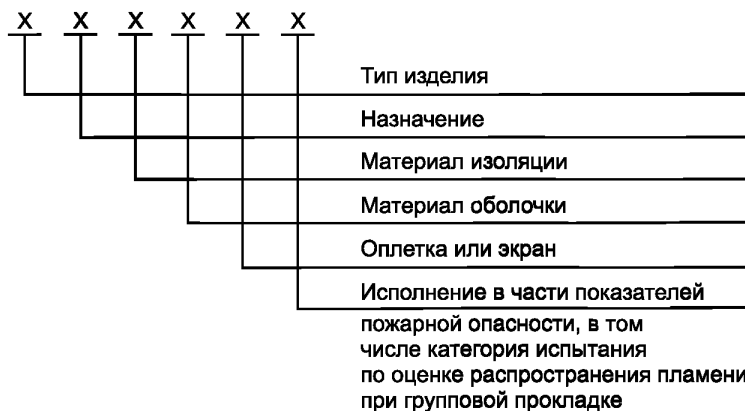 X X X X X X
Тип изделия
Назначение
Материал изоляции
Материал оболочки
Оплетка или экран
Исполнение в части показателей
пожарной опасности, в том
числе категория испытания
по оценке распространения пламени
при групповой прокладке